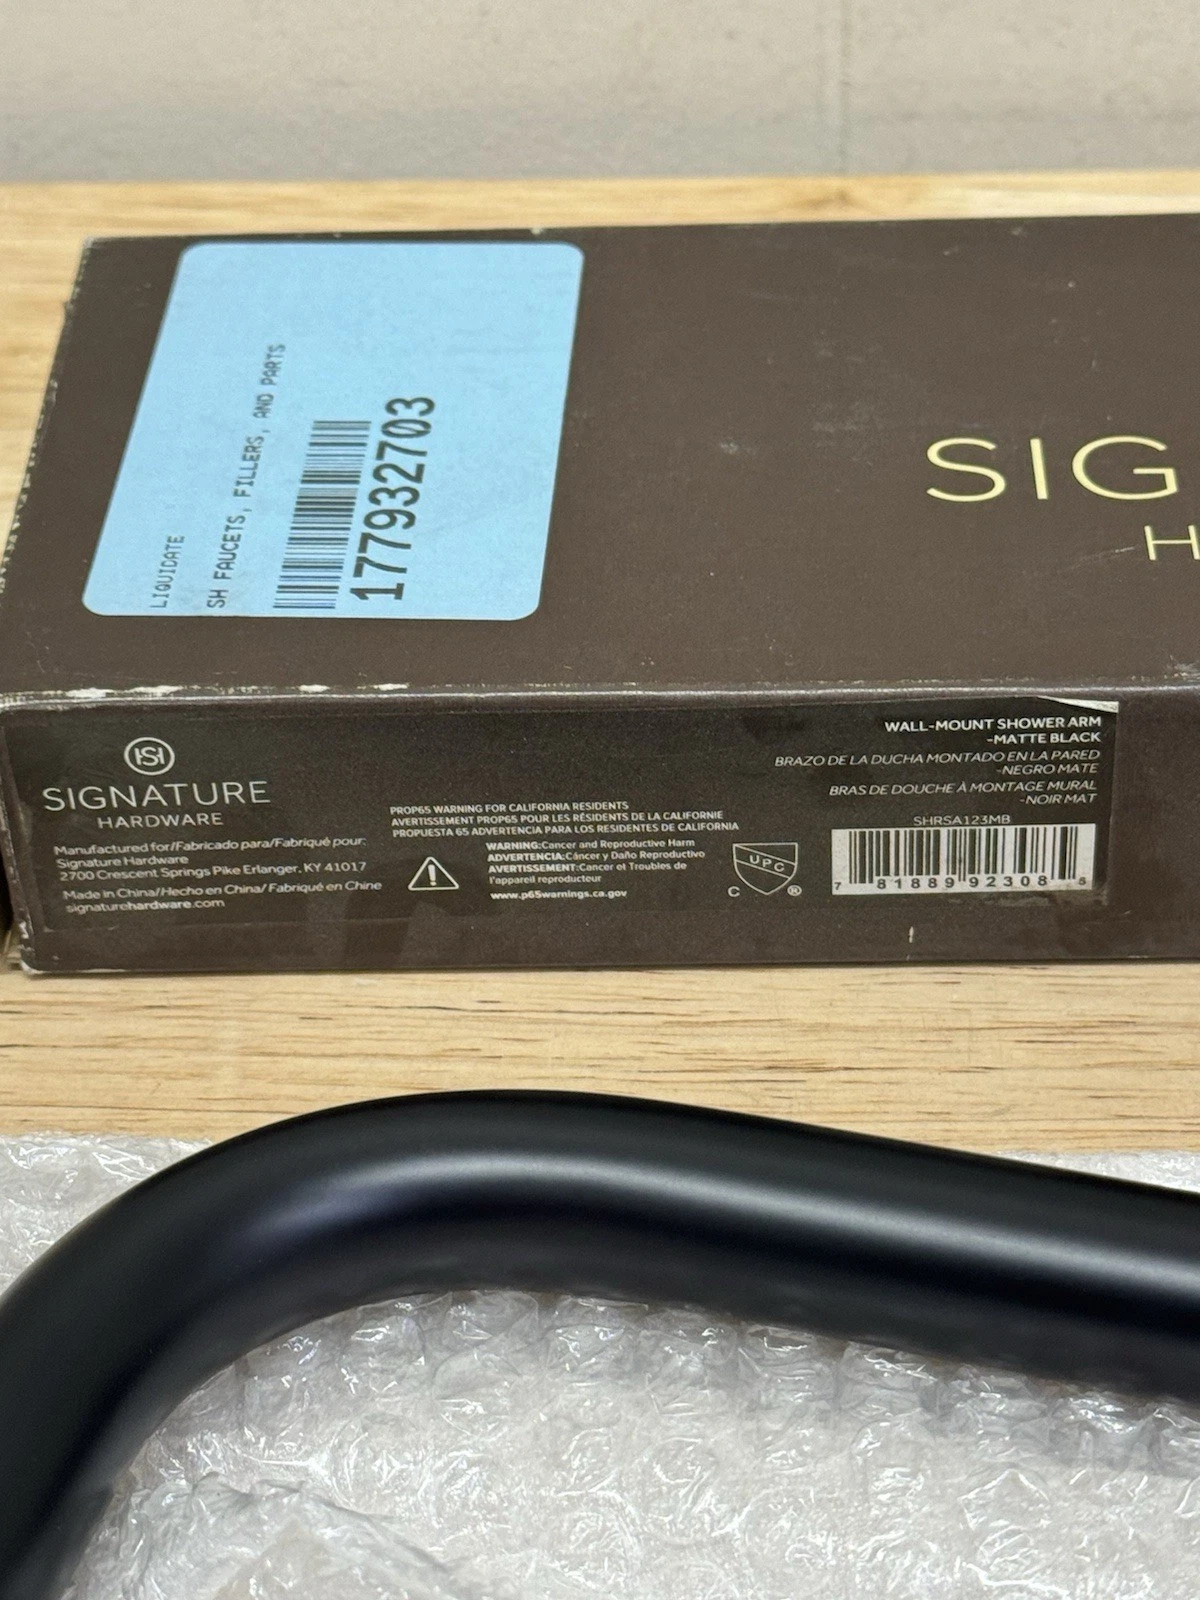 LIQUIDATE
SH FAUCETS, FILLERS, AND PARTS
177932703
SIG
H
SIGNATURE
HARDWARE
Manufactured for/Fabricado para/Fabriqué pour:
Signature Hardware
2700 Crescent Springs Pike Erlanger, KY 41017
Made in China/Hecho en China/ Fabriqué en Chine
signaturehardware.com
PROP65 WARNING FOR CALIFORNIA RESIDENTS
AVERTISSEMENT PROP65 POUR LES RÉSIDENTS DE LA CALIFORNIE
PROPUESTA 65 ADVERTENCIA PARA LOS RESIDENTES DE CALIFORNIA
WARNING:Cancer and Reproductive Harm
ADVERTENCIA:Cáncer y Daño Reproductivo
AVERTISSEMENT:Cancer et Troubles de
l'appareil reproducteur
www.p65warnings.ca.gov
UPC
C ®
WALL-MOUNT SHOWER ARM
-MATTE BLACK
BRAZO DE LA DUCHA MONTADO EN LA PARED
-NEGRO MATE
BRAS DE DOUCHE À MONTAGE MURAL
-NOIR MAT
SHRSA123MB
7 81889 92308 5